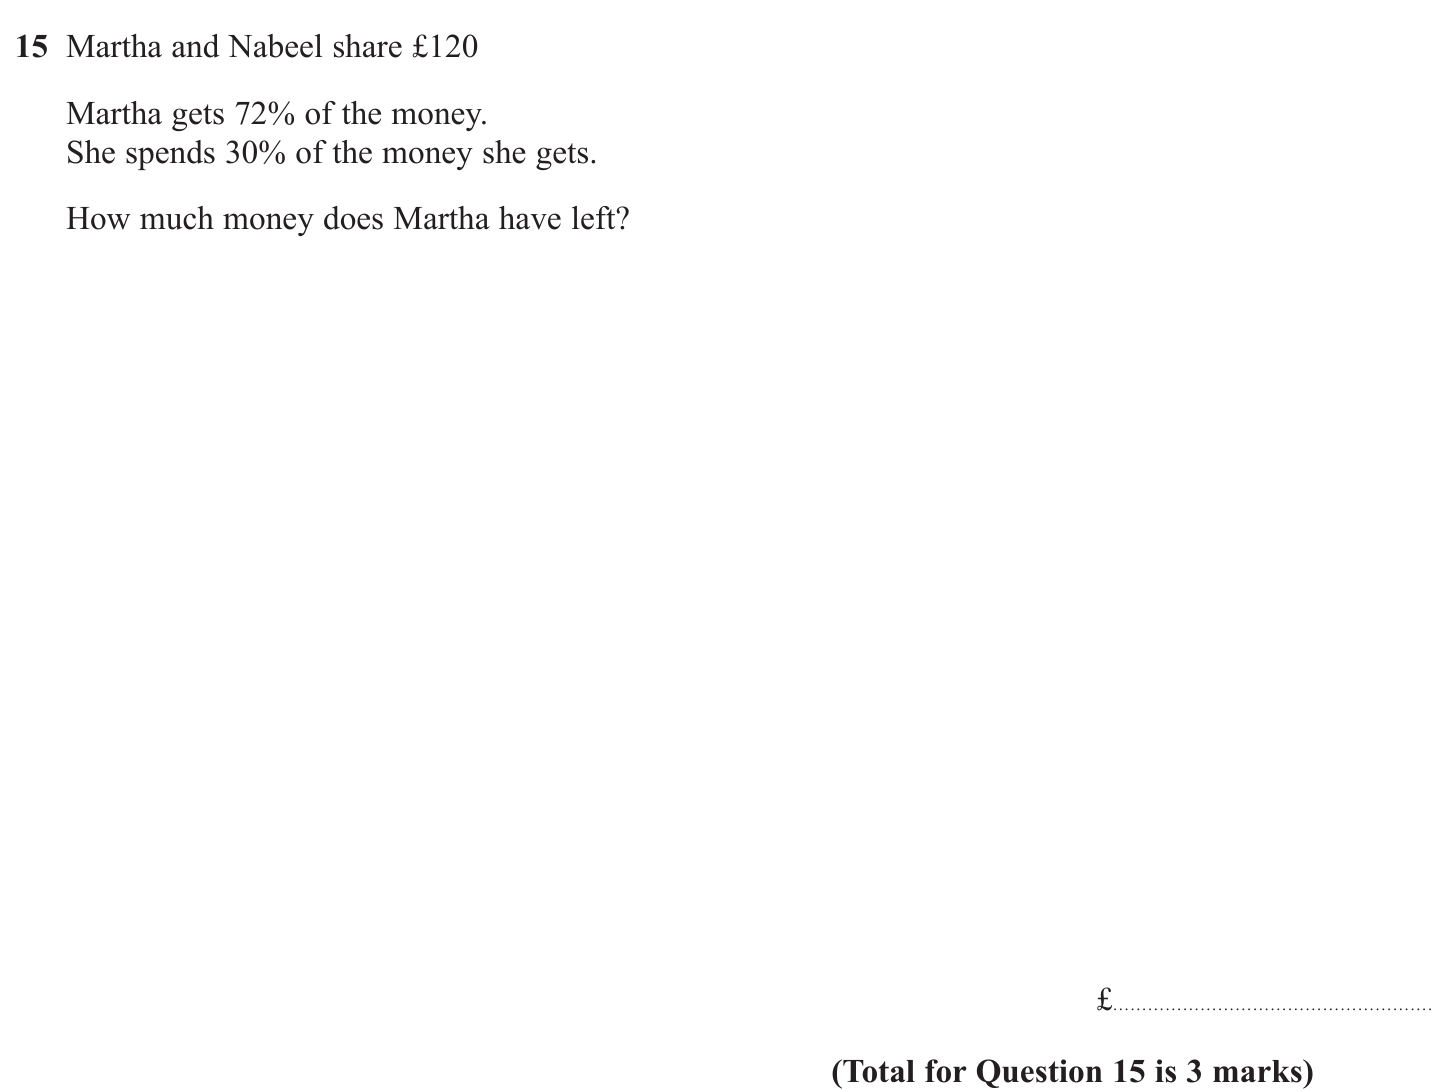 15 Martha and Nabeel share £120
Martha gets 72% of the money.
She spends 30% of the money she gets.
How much money does Martha have left?
£......................................................
(Total for Question 15 is 3 marks)